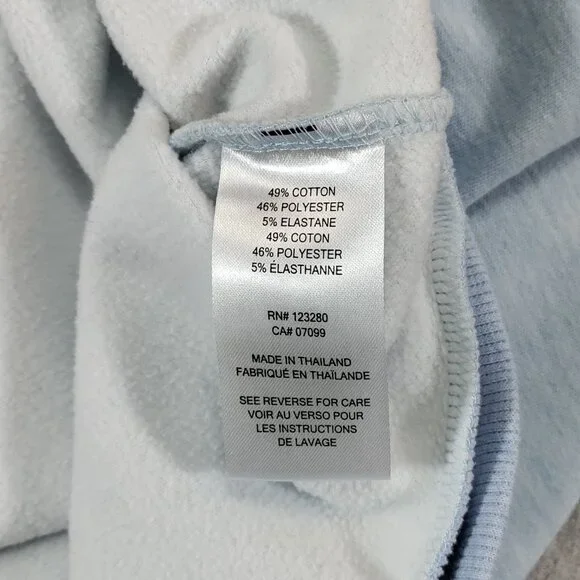 49% COTTON
46% POLYESTER
5% ELASTANE
49% COTON
46% POLYESTER
5% ÉLASTHANNE
RN# 123280
CA# 07099
MADE IN THAILAND
FABRIQUÉ EN THAÏLANDE
SEE REVERSE FOR CARE
VOIR AU VERSO POUR
LES INSTRUCTIONS
DE LAVAGE